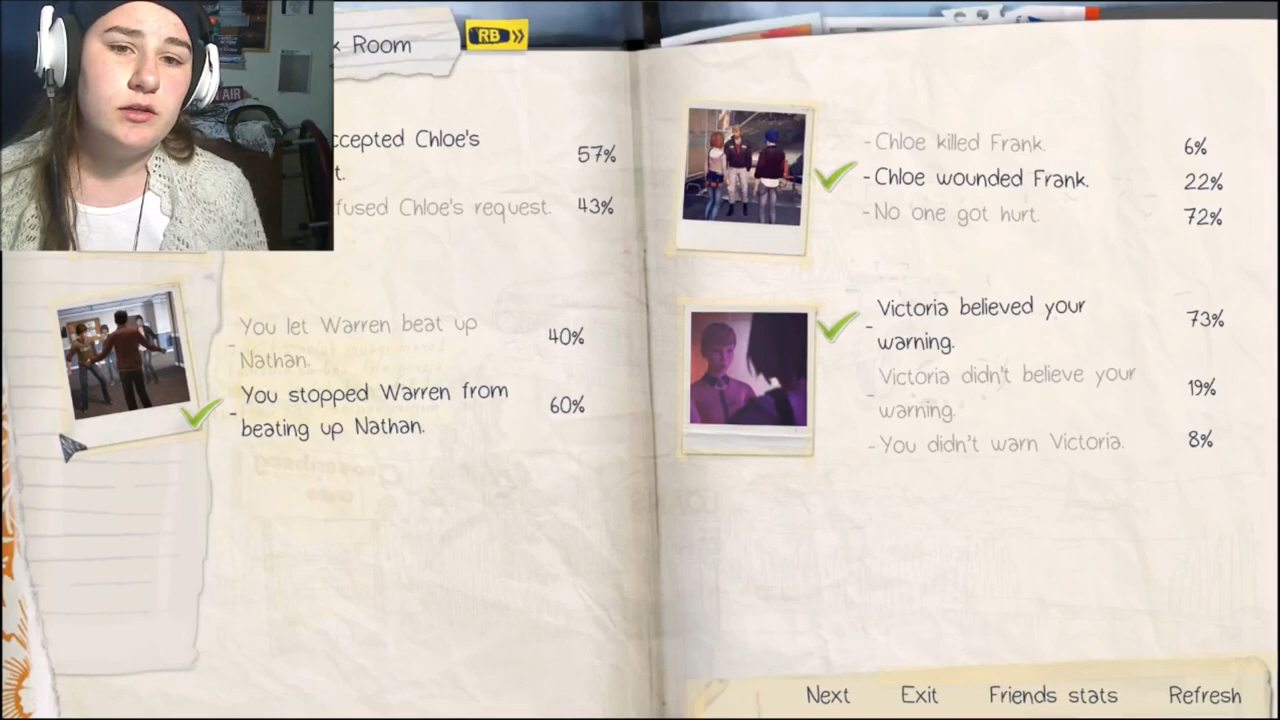 Room
RB
ccepted Chloe's
t.
57%
fused Chloe's request.
43%
You let Warren beat up
- Nathan.
40%
You stopped Warren from
- beating up Nathan.
60%
-Chloe killed Frank.
6%
-Chloe wounded Frank.
22%
-No one got hurt.
72%
Victoria believed your
- warning.
73%
Victoria didn't believe your
- warning.
19%
-You didn't warn Victoria.
8%
Next
Exit
Friends stats
Refresh